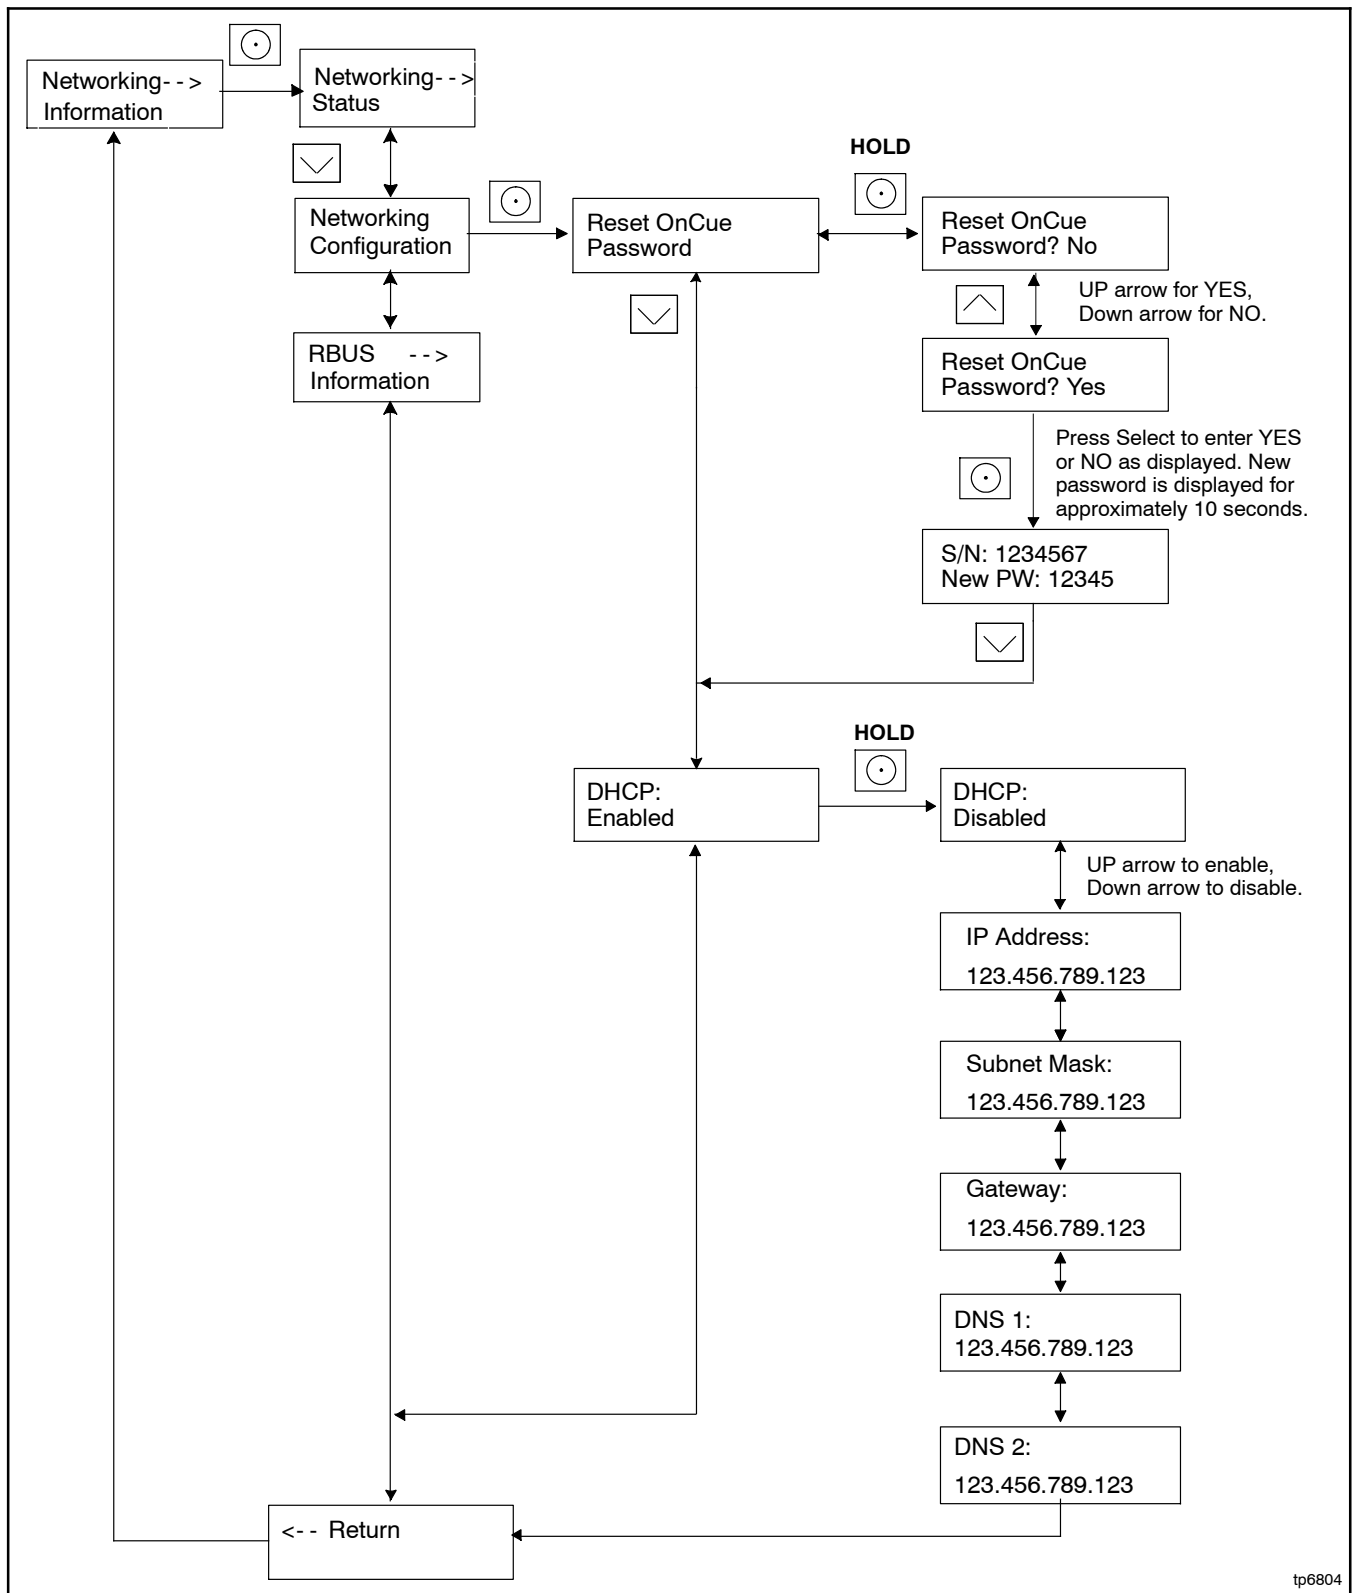 Networking- - >
Information
Networking- - >
Status
Networking
Configuration
RBUS - - >
Information
Reset OnCue
Password
HOLD
Reset OnCue
Password? No
UP arrow for YES,
Down arrow for NO.
Reset OnCue
Password? Yes
Press Select to enter YES
or NO as displayed. New
password is displayed for
approximately 10 seconds.
S/N: 1234567
New PW: 12345
DHCP:
Enabled
HOLD
DHCP:
Disabled
UP arrow to enable,
Down arrow to disable.
IP Address:
123.456.789.123
Subnet Mask:
123.456.789.123
Gateway:
123.456.789.123
DNS 1:
123.456.789.123
DNS 2:
123.456.789.123
<- - Return
tp6804